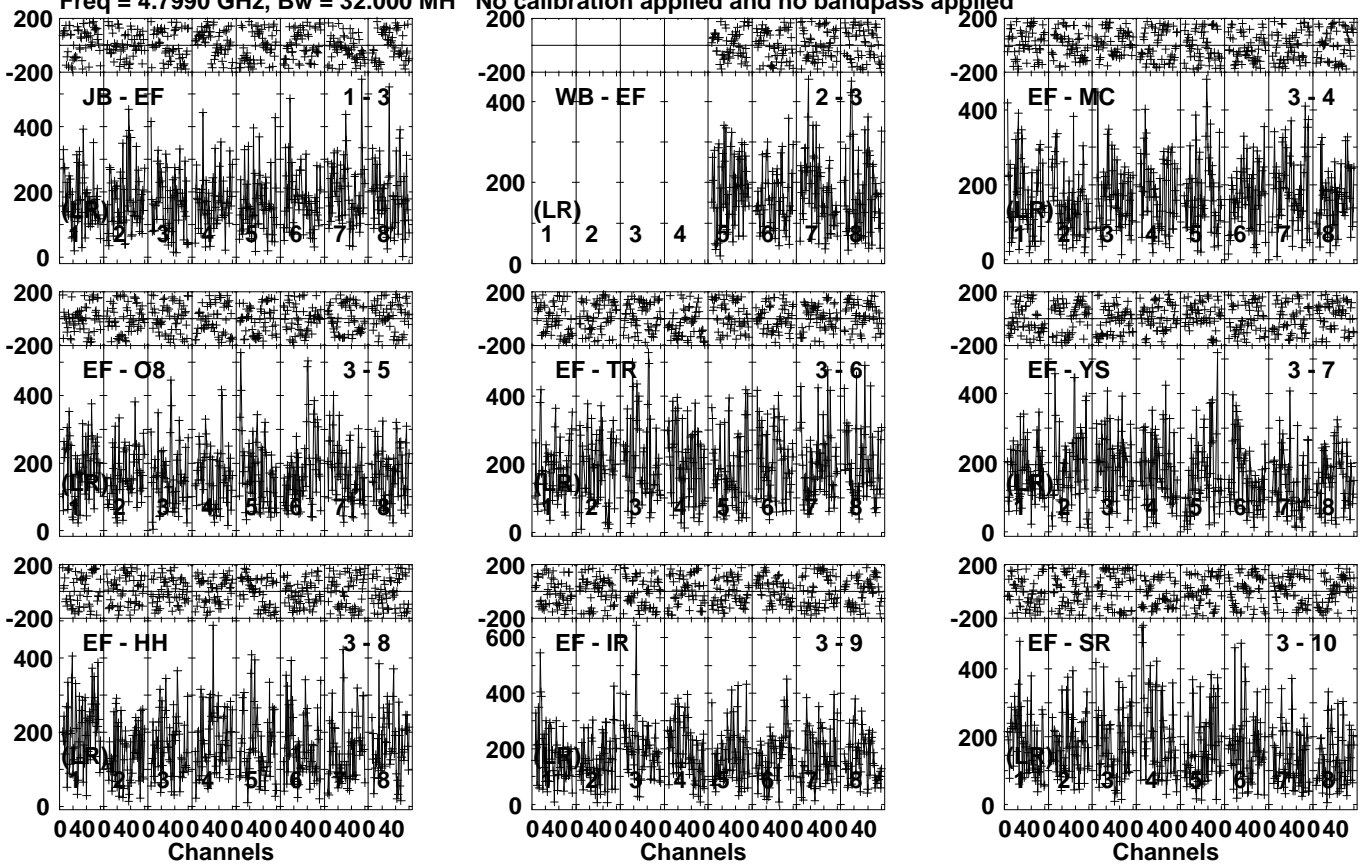 Freq = 4.7990 GHz, Bw = 32.000 MH No calibration applied and no bandpass applied
200 200 200
-200 -200 -200
JB - EF 1 - 3 WB - EF 2 - 3 EF - MC 3 - 4
400 400 400
200 200 200
(LR) (LR) (LR)
1 2 3 4 5 6 7 8 1 2 3 4 5 6 7 8 1 2 3 4 5 6 7 8
0 0 0
200 200 200
-200 -200 -200
EF - O8 3 - 5 EF - TR 3 - 6 EF - YS 3 - 7
400 400 400
200 200 200
(LR) (LR) (LR)
1 2 3 4 5 6 7 8 1 2 3 4 5 6 7 8 1 2 3 4 5 6 7 8
0 0 0
200 200 200
-200 -200 -200
EF - HH 3 - 8 EF - IR 3 - 9 EF - SR 3 - 10
400 600 400
200 400 200
200
(LR) (LR) (LR)
1 2 3 4 5 6 7 8 1 2 3 4 5 6 7 8 1 2 3 4 5 6 7 8
0 0 0
0 40 0 40 0 40 0 40 0 40 0 40 0 40 0 40 0 40 0 40 0 40 0 40 0 40 0 40 0 40 0 40 0 40 0 40 0 40 0 40 0 40 0 40 0 40 0 40
Channels Channels Channels